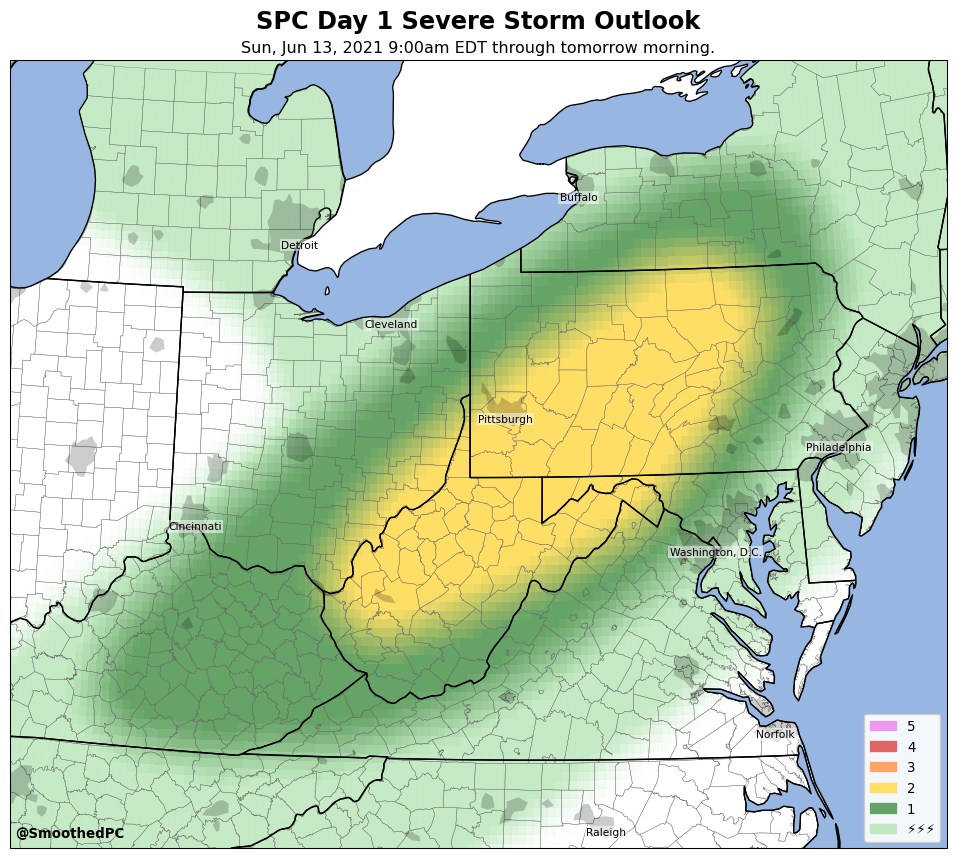 SPC Day 1 Severe Storm Outlook
Sun, Jun 13, 2021 9:00am EDT through tomorrow morning.
Buffalo
Detroit
Cleveland
Pittsburgh
Philadelphia
Cincinnati
Washington, D.C.
Norfolk
Raleigh
5
4
3
2
1
⚡⚡⚡
@SmoothedPC